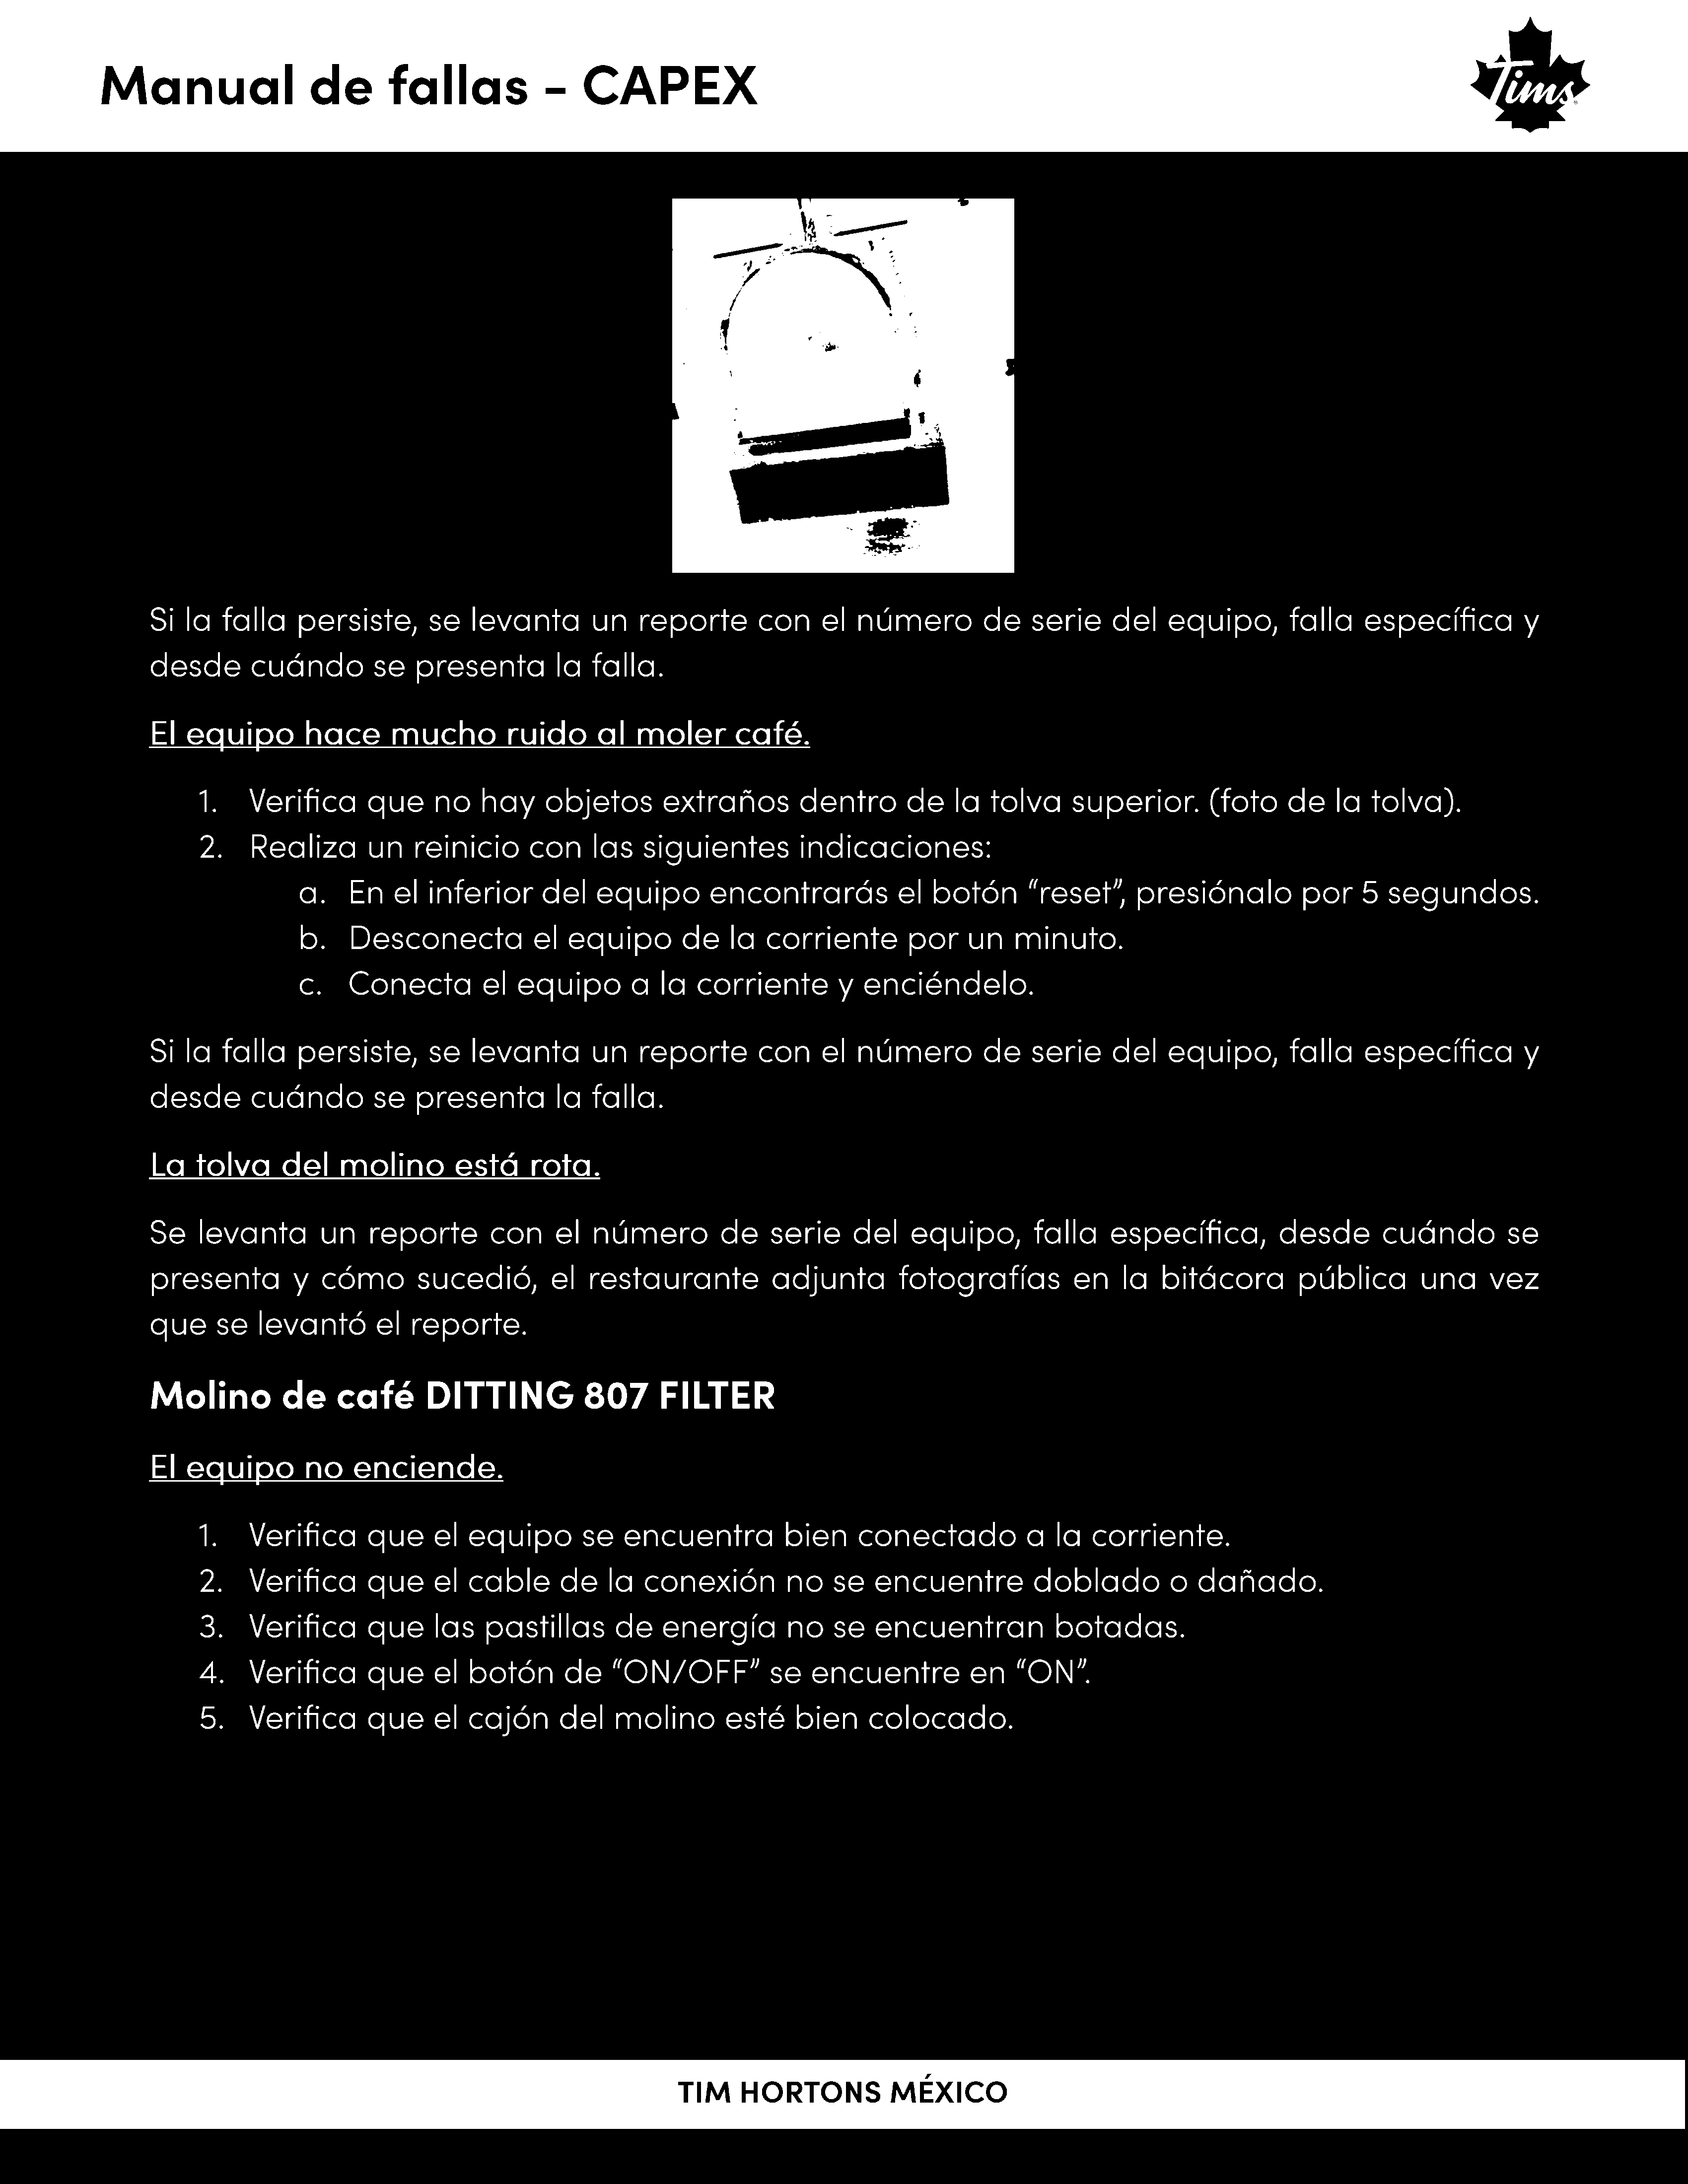 Manual de fallas - CAPEX
Tims
Si la falla persiste, se levanta un reporte con el número de serie del equipo, falla específica y
desde cuándo se presenta la falla.
El equipo hace mucho ruido al moler café.
1. Verifica que no hay objetos extraños dentro de la tolva superior. (foto de la tolva).
2. Realiza un reinicio con las siguientes indicaciones:
a. En el inferior del equipo encontrarás el botón “reset”, presiónalo por 5 segundos.
b. Desconecta el equipo de la corriente por un minuto.
c. Conecta el equipo a la corriente y enciéndelo.
Si la falla persiste, se levanta un reporte con el número de serie del equipo, falla específica y
desde cuándo se presenta la falla.
La tolva del molino está rota.
Se levanta un reporte con el número de serie del equipo, falla específica, desde cuándo se
presenta y cómo sucedió, el restaurante adjunta fotografías en la bitácora pública una vez
que se levantó el reporte.
Molino de café DITTING 807 FILTER
El equipo no enciende.
1. Verifica que el equipo se encuentra bien conectado a la corriente.
2. Verifica que el cable de la conexión no se encuentre doblado o dañado.
3. Verifica que las pastillas de energía no se encuentran botadas.
4. Verifica que el botón de “ON/OFF” se encuentre en “ON”.
5. Verifica que el cajón del molino esté bien colocado.
TIM HORTONS MÉXICO